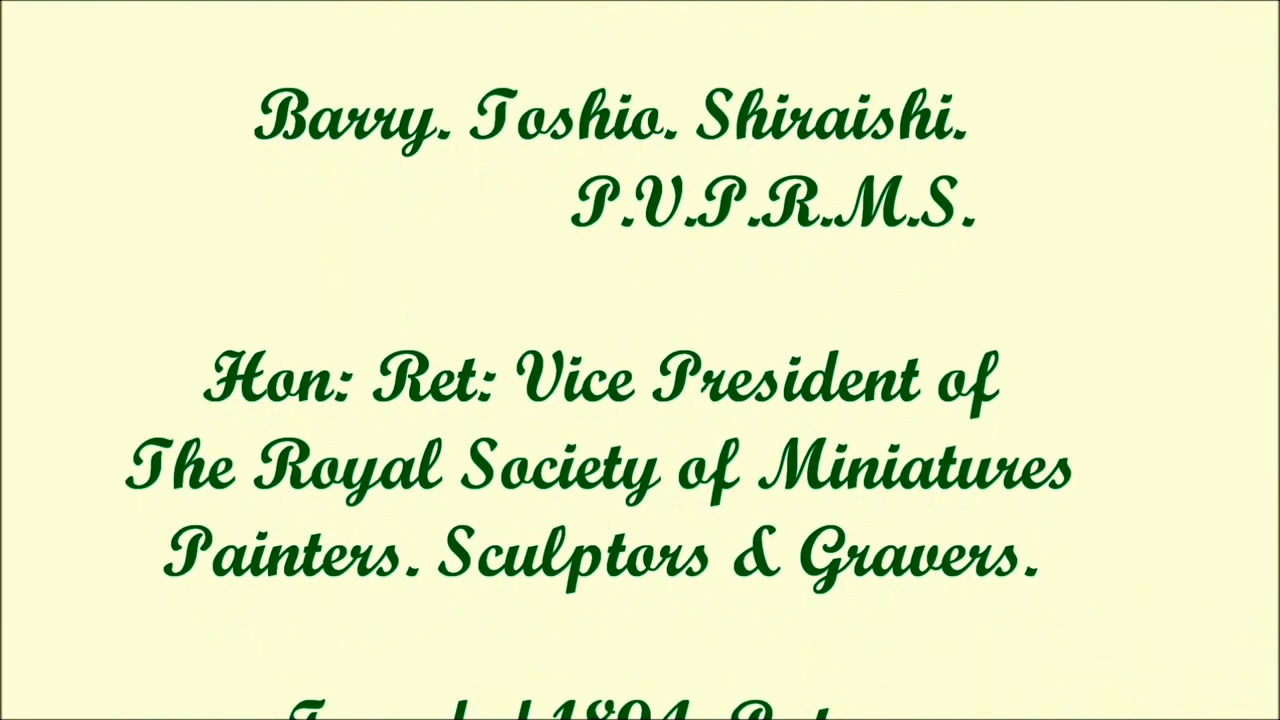 Barry. Toshio. Shiraishi.
P.V.P.R.M.S.
Hon: Ret: Vice President of
The Royal Society of Miniatures
Painters. Sculptors & Gravers.